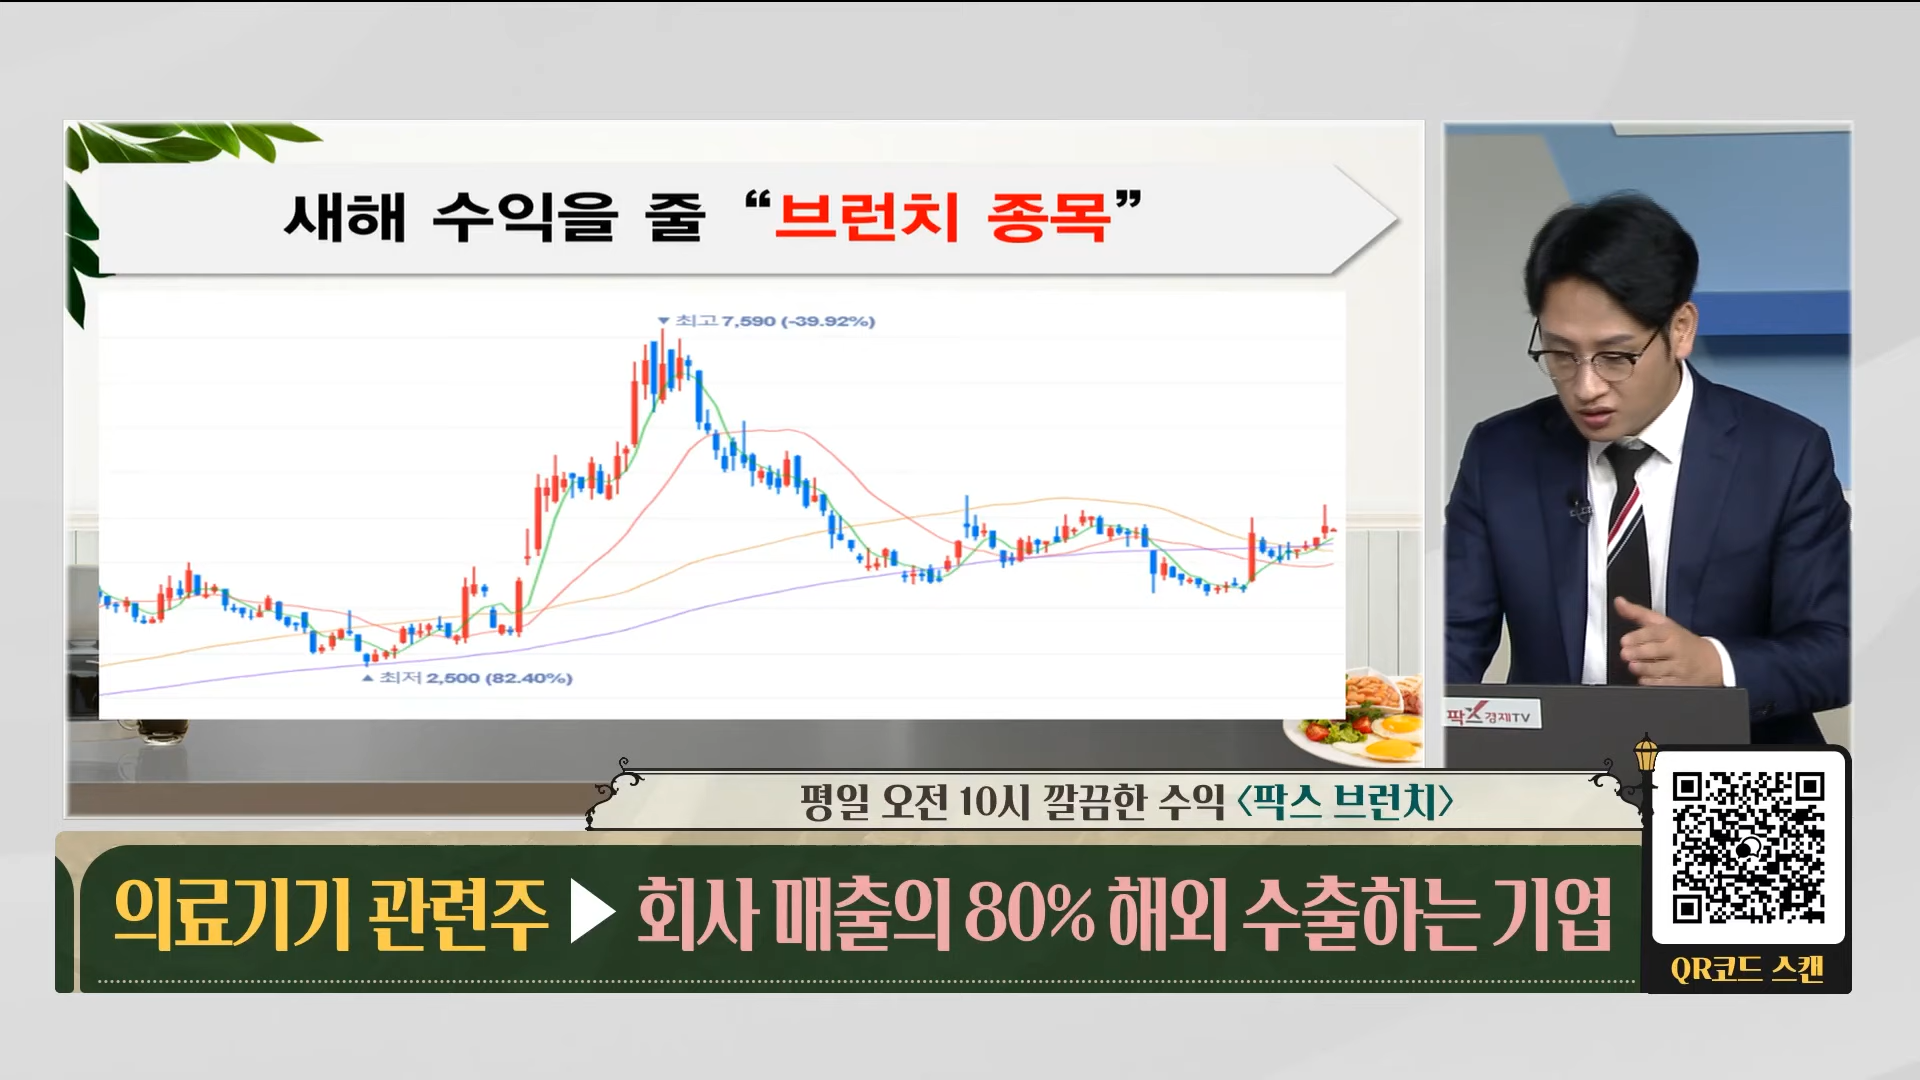 새해 수익을 줄 “브런치 종목”
▼ 최고 7,590 (-39.92%)
▲ 최저 2,500 (82.40%)
팍스경제TV
평일 오전 10시 깔끔한 수익 〈팍스 브런치〉
의료기기 관련주 ▶ 회사 매출의 80% 해외 수출하는 기업
QR코드 스캔